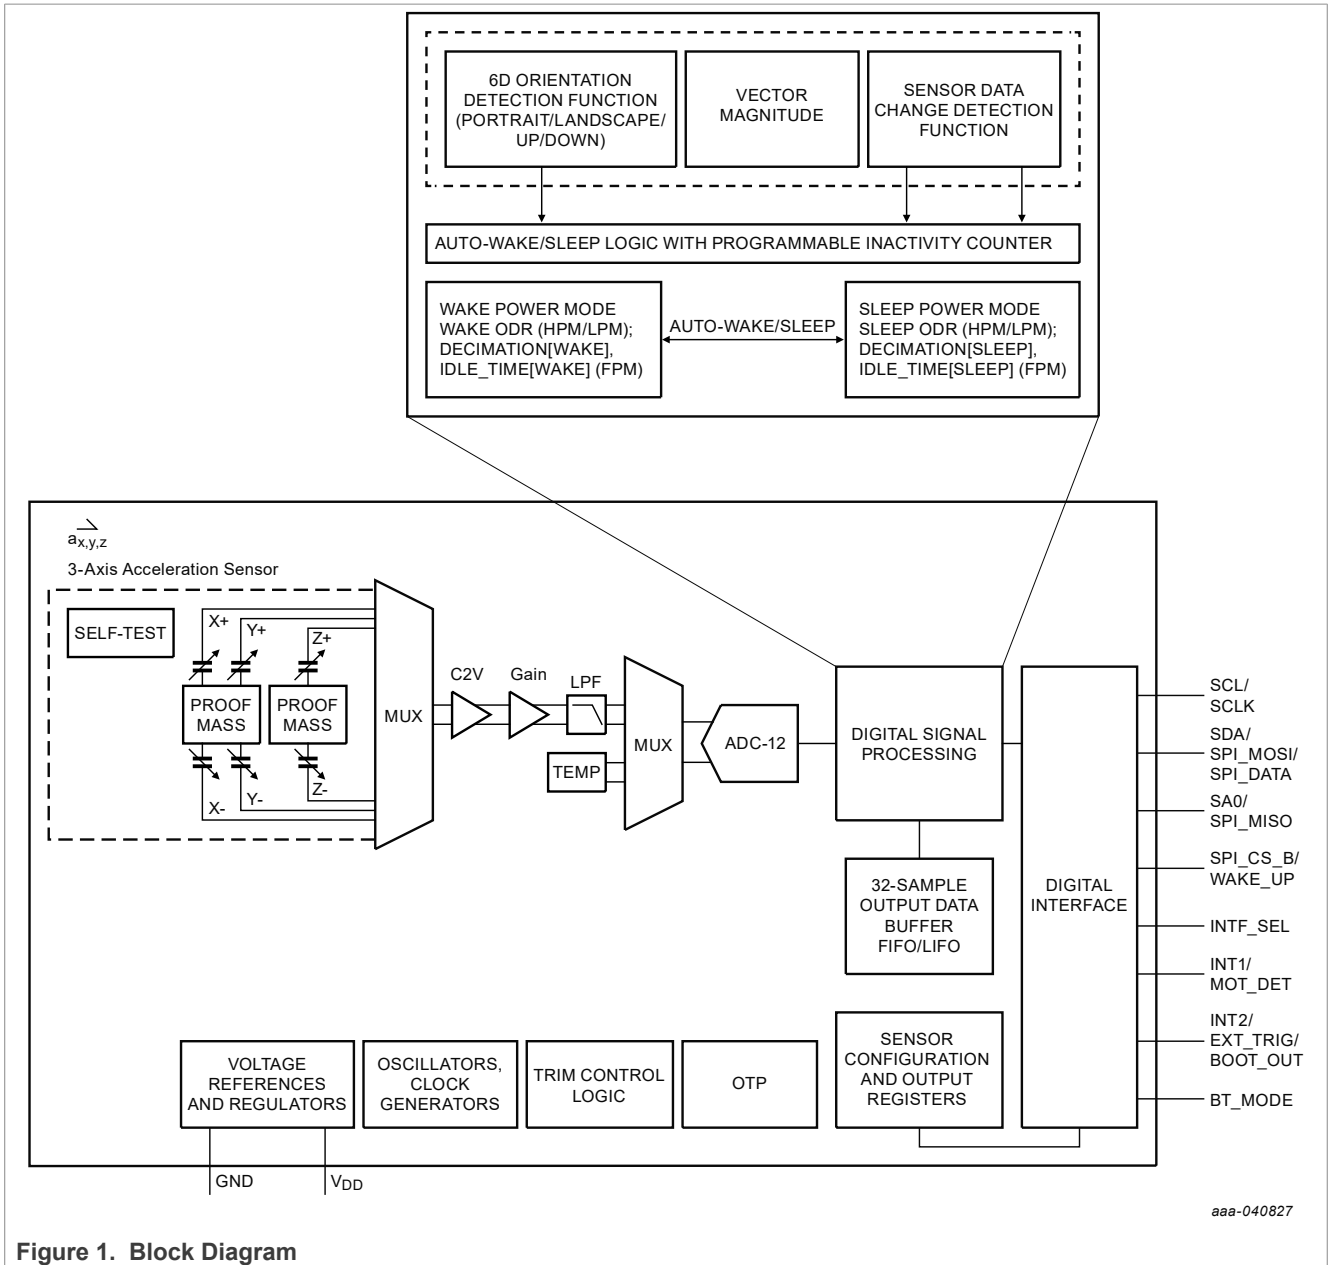 6D ORIENTATION
DETECTION FUNCTION
(PORTRAIT/LANDSCAPE/
UP/DOWN)
VECTOR
MAGNITUDE
SENSOR DATA
CHANGE DETECTION
FUNCTION
AUTO-WAKE/SLEEP LOGIC WITH PROGRAMMABLE INACTIVITY COUNTER
WAKE POWER MODE
WAKE ODR (HPM/LPM);
DECIMATION[WAKE],
IDLE_TIME[WAKE] (FPM)
AUTO-WAKE/SLEEP
SLEEP POWER MODE
SLEEP ODR (HPM/LPM);
DECIMATION[SLEEP],
IDLE_TIME[SLEEP] (FPM)
ax,y,z
3-Axis Acceleration Sensor
SELF-TEST
X+
Y+
Z+
PROOF
MASS
PROOF
MASS
X-
Y-
Z-
MUX
C2V
Gain
LPF
TEMP
MUX
ADC-12
DIGITAL SIGNAL
PROCESSING
32-SAMPLE
OUTPUT DATA
BUFFER
FIFO/LIFO
DIGITAL
INTERFACE
SCL/
SCLK
SDA/
SPI_MOSI/
SPI_DATA
SA0/
SPI_MISO
SPI_CS_B/
WAKE_UP
INTF_SEL
INT1/
MOT_DET
INT2/
EXT_TRIG/
BOOT_OUT
BT_MODE
VOLTAGE
REFERENCES
AND REGULATORS
OSCILLATORS,
CLOCK
GENERATORS
TRIM CONTROL
LOGIC
OTP
SENSOR
CONFIGURATION
AND OUTPUT
REGISTERS
GND
VDD
aaa-040827
Figure 1. Block Diagram